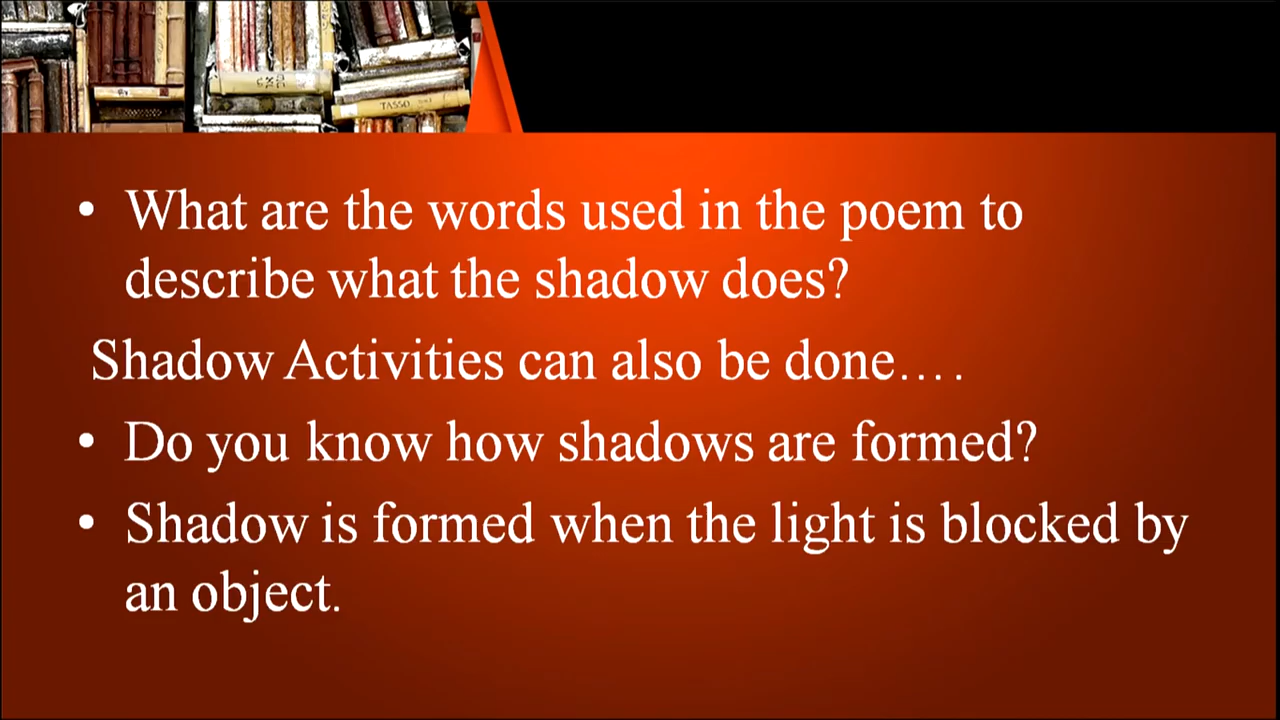 TASSO
• What are the words used in the poem to
describe what the shadow does?
Shadow Activities can also be done….
• Do you know how shadows are formed?
• Shadow is formed when the light is blocked by
an object.